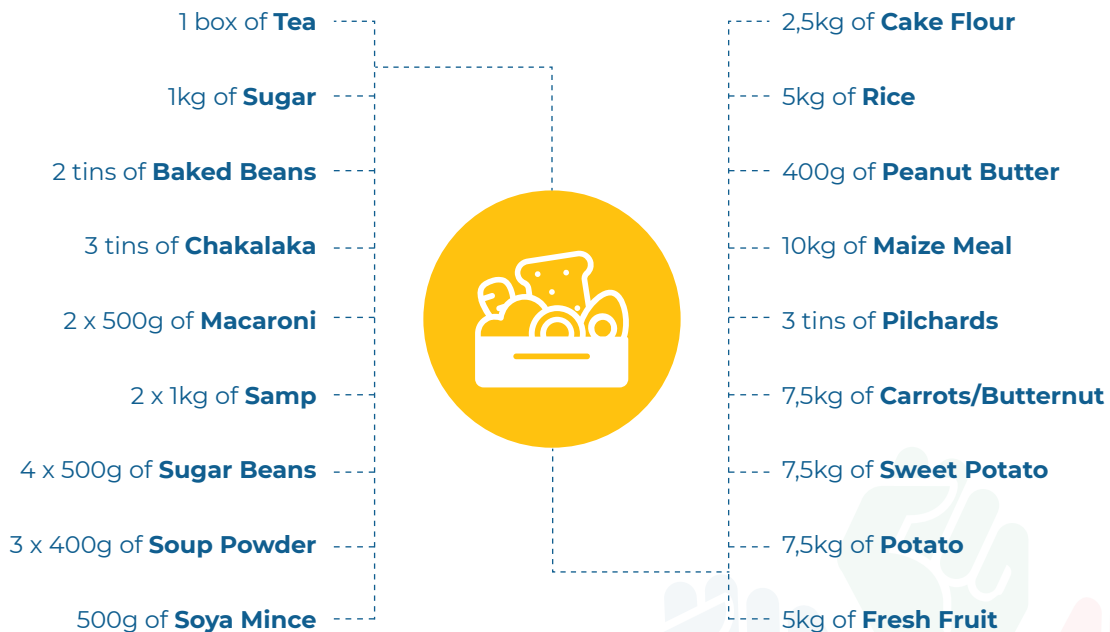 1 box of Tea
1kg of Sugar
2 tins of Baked Beans
3 tins of Chakalaka
2 x 500g of Macaroni
2 x 1kg of Samp
4 x 500g of Sugar Beans
3 x 400g of Soup Powder
500g of Soya Mince
2,5kg of Cake Flour
5kg of Rice
400g of Peanut Butter
10kg of Maize Meal
3 tins of Pilchards
7,5kg of Carrots/Butternut
7,5kg of Sweet Potato
7,5kg of Potato
5kg of Fresh Fruit